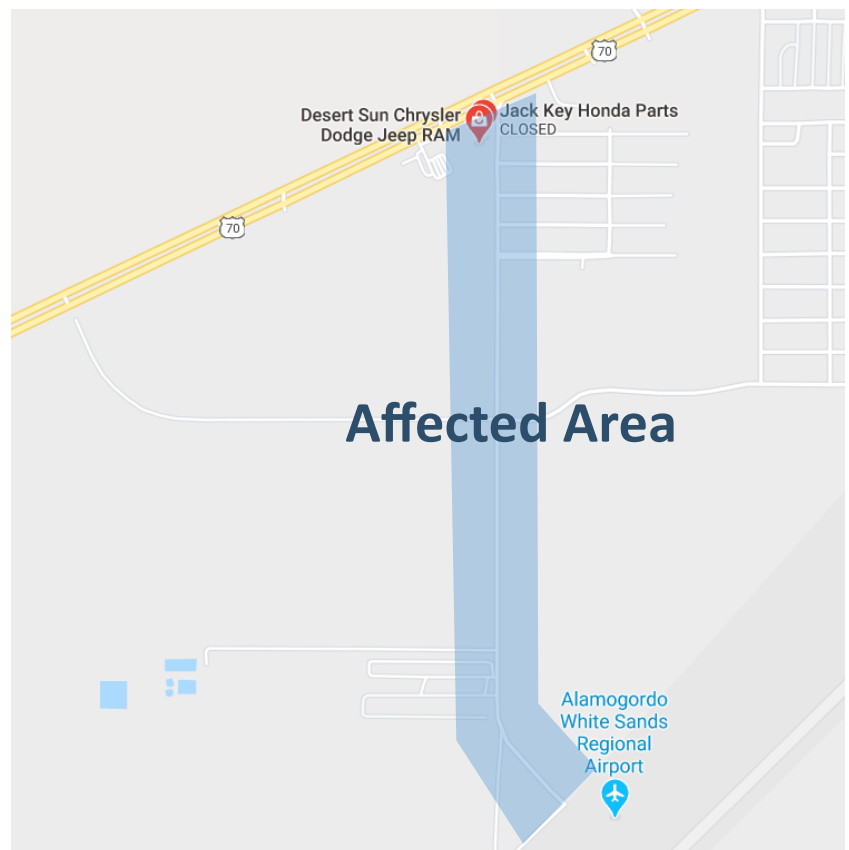 70
Desert Sun Chrysler
Dodge Jeep RAM
Jack Key Honda Parts
CLOSED
70
Affected Area
Alamogordo
White Sands
Regional
Airport